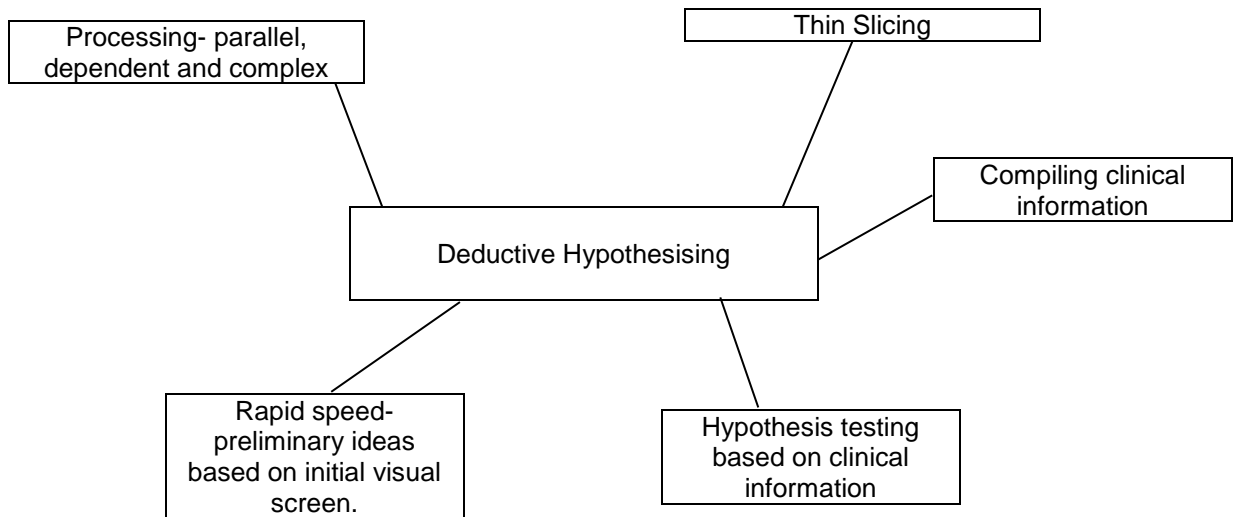 Processing- parallel,
dependent and complex
Thin Slicing
Compiling clinical
information
Deductive Hypothesising
Rapid speed-
preliminary ideas
based on initial visual
screen.
Hypothesis testing
based on clinical
information